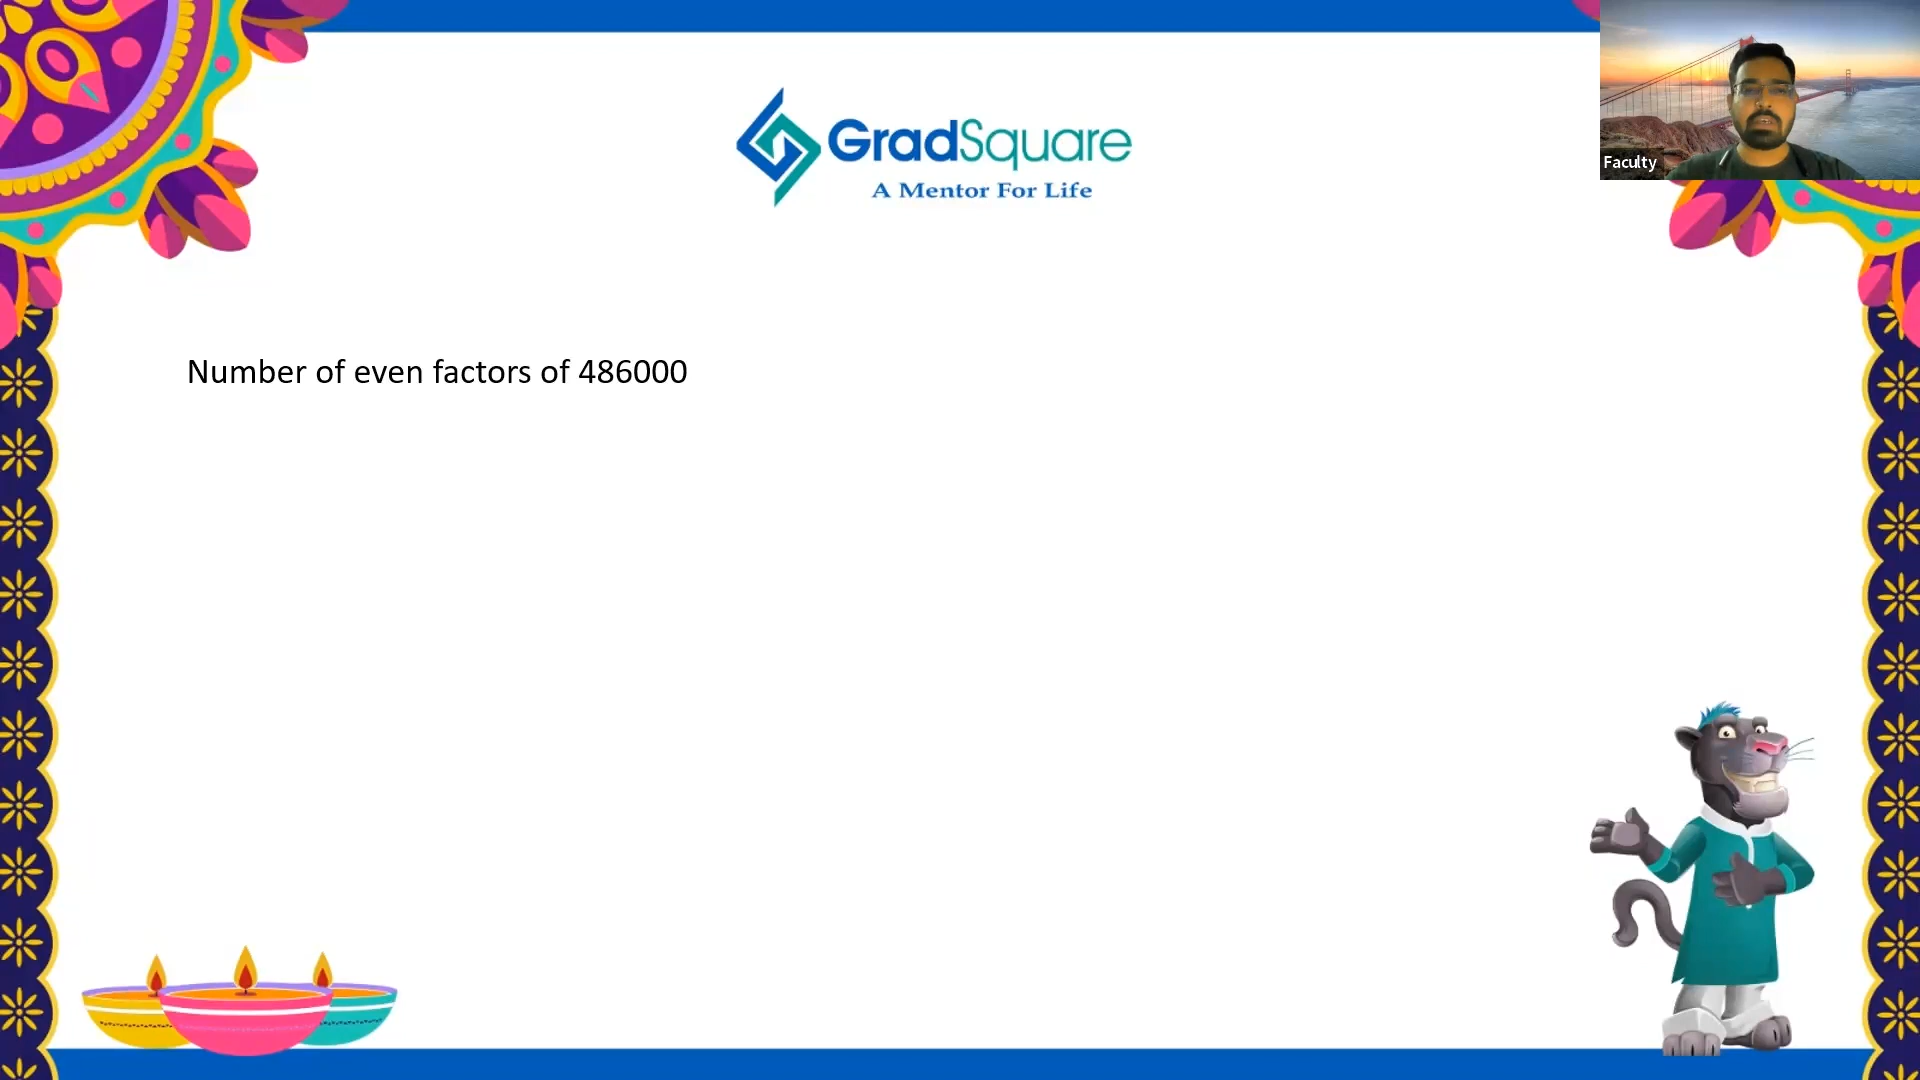 GradSquare
A Mentor For Life
Faculty
Number of even factors of 486000